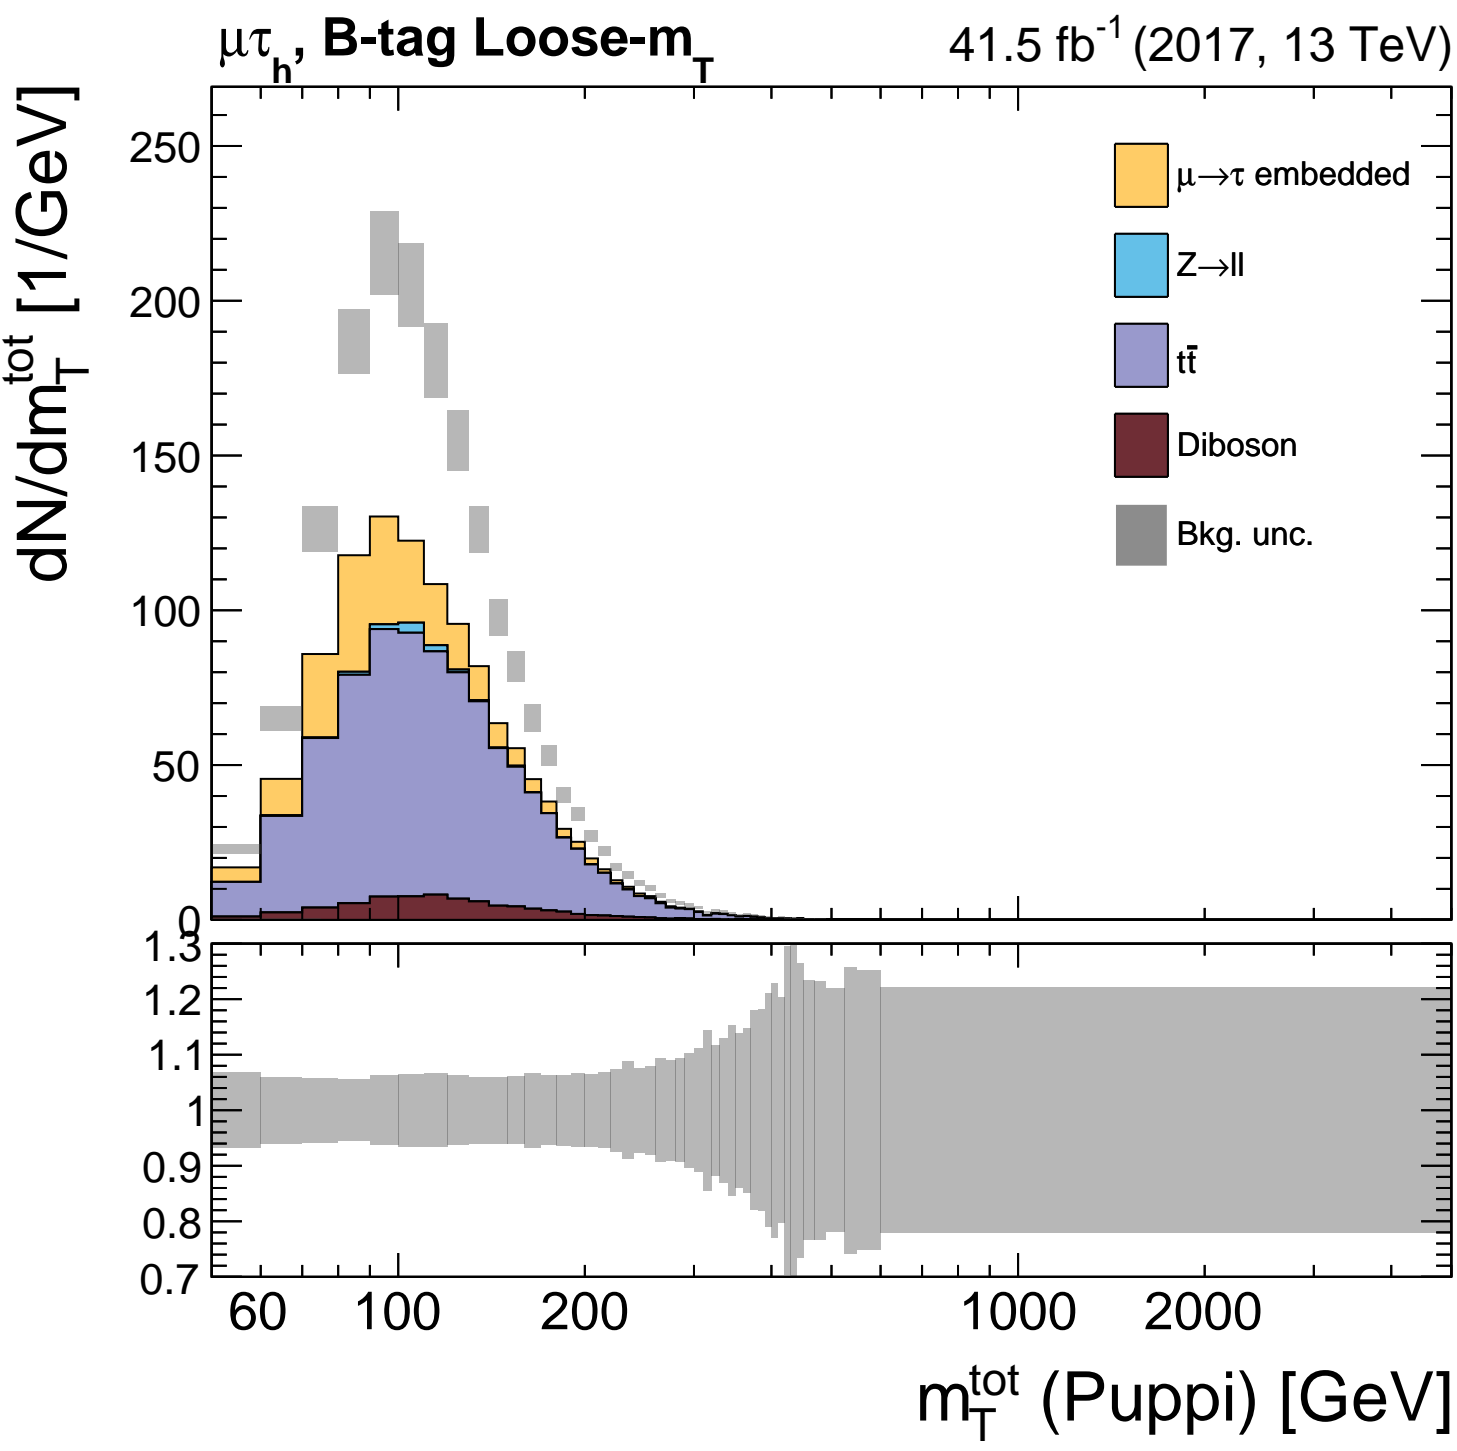 μτh, B-tag Loose-mT
41.5 fb-1 (2017, 13 TeV)
dN/dmTtot [1/GeV]
250
200
150
100
50
0
μ→τ embedded
Z→ll
tt̄
Diboson
Bkg. unc.
1.3
1.2
1.1
1
0.9
0.8
0.7
60 100 200 1000 2000
mTtot (Puppi) [GeV]